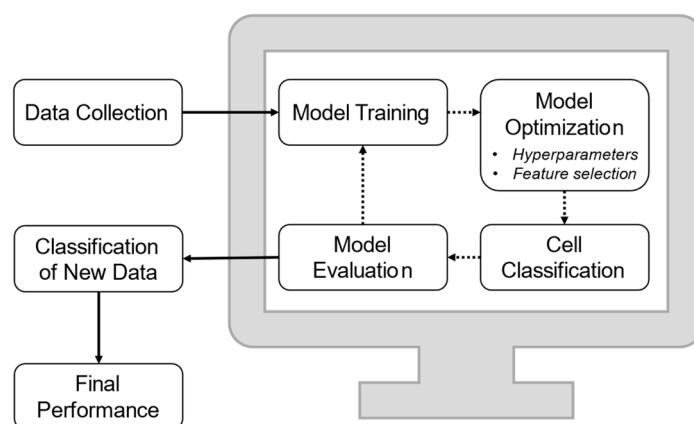 Data Collection
Model Training
Model
Optimization
• Hyperparameters
• Feature selection
Classification
of New Data
Model
Evaluation
Cell
Classification
Final
Performance